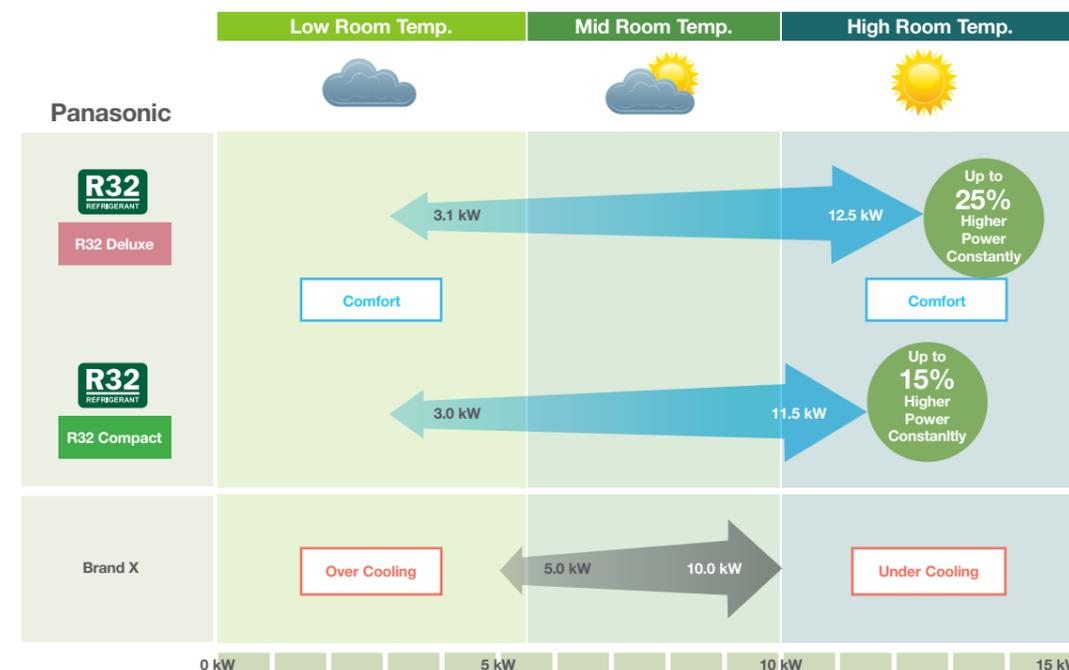 Low Room Temp.
Mid Room Temp.
High Room Temp.
Panasonic
R32
REFRIGERANT
R32 Deluxe
3.1 kW
12.5 kW
Up to
25%
Higher
Power
Constantly
Comfort
Comfort
R32
REFRIGERANT
R32 Compact
3.0 kW
11.5 kW
Up to
15%
Higher
Power
Constanltly
Brand X
Over Cooling
5.0 kW
10.0 kW
Under Cooling
0 kW
5 kW
10 kW
15 kW